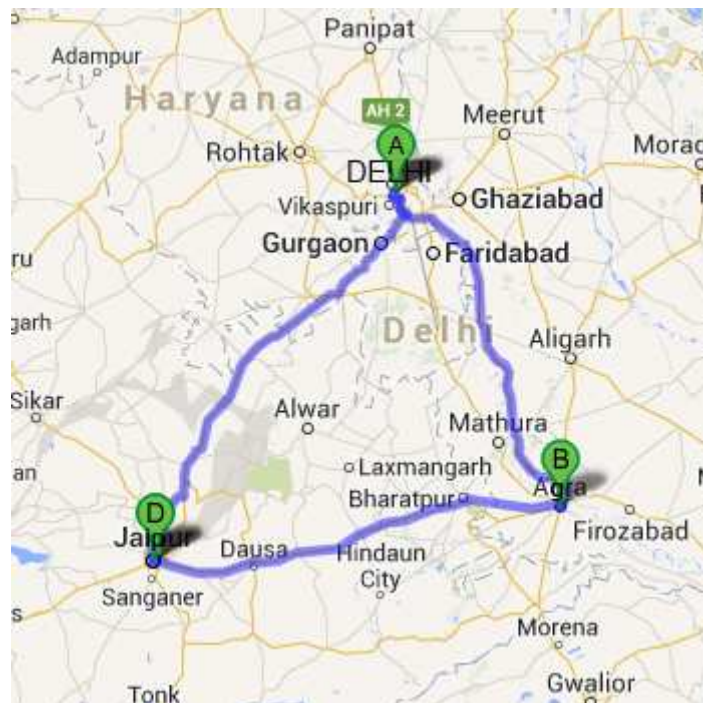 Panipat
Adampur
Haryana
AH 2
Meerut
A
Rohtak
Morad
DELHI
Vikaspuri
Ghaziabad
Gurgaon
Faridabad
ru
garh
Delhi
Aligarh
Sikar
Alwar
Mathura
B
an
Laxmangarh
Agra
Bharatpur
D
Firozabad
Jaipur
Dausa
Hindaun
City
Sanganer
s
Morena
Gwalior
Tonk